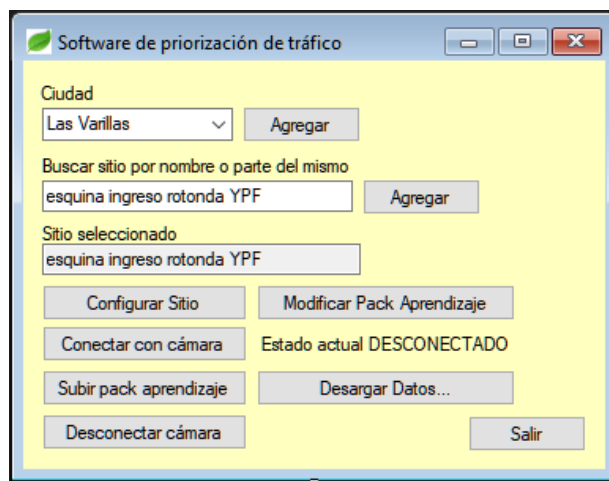 Software de priorización de tráfico
Ciudad
Las Varillas Agregar
Buscar sitio por nombre o parte del mismo
esquina ingreso rotonda YPF Agregar
Sitio seleccionado
esquina ingreso rotonda YPF
Configurar Sitio Modificar Pack Aprendizaje
Conectar con cámara Estado actual DESCONECTADO
Subir pack aprendizaje Desargar Datos...
Desconectar cámara Salir